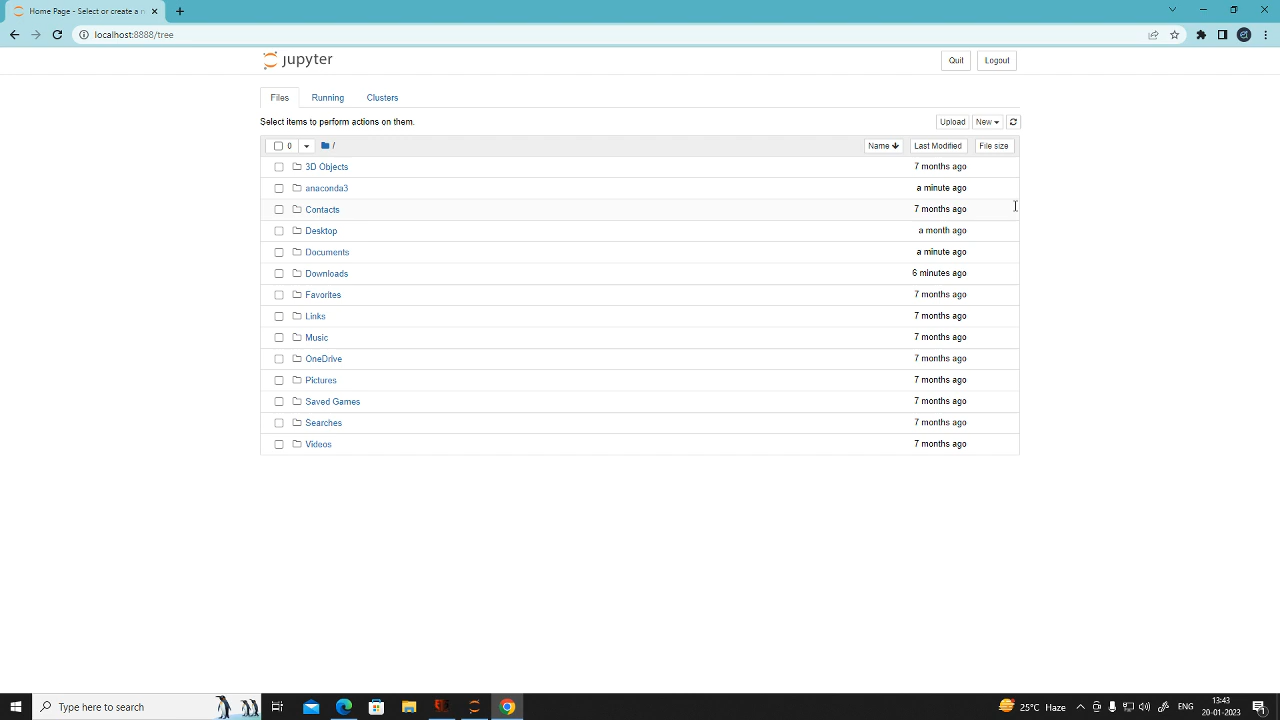 Home Page - Select or create a n
localhost:8888/tree
jupyter
Quit Logout
Files Running Clusters
Select items to perform actions on them.
Upload New
0 / Name Last Modified File size
3D Objects 7 months ago
anaconda3 a minute ago
Contacts 7 months ago
Desktop a month ago
Documents a minute ago
Downloads 6 minutes ago
Favorites 7 months ago
Links 7 months ago
Music 7 months ago
OneDrive 7 months ago
Pictures 7 months ago
Saved Games 7 months ago
Searches 7 months ago
Videos 7 months ago
Type here to search 25°C Haze ENG 13:43
20-01-2023